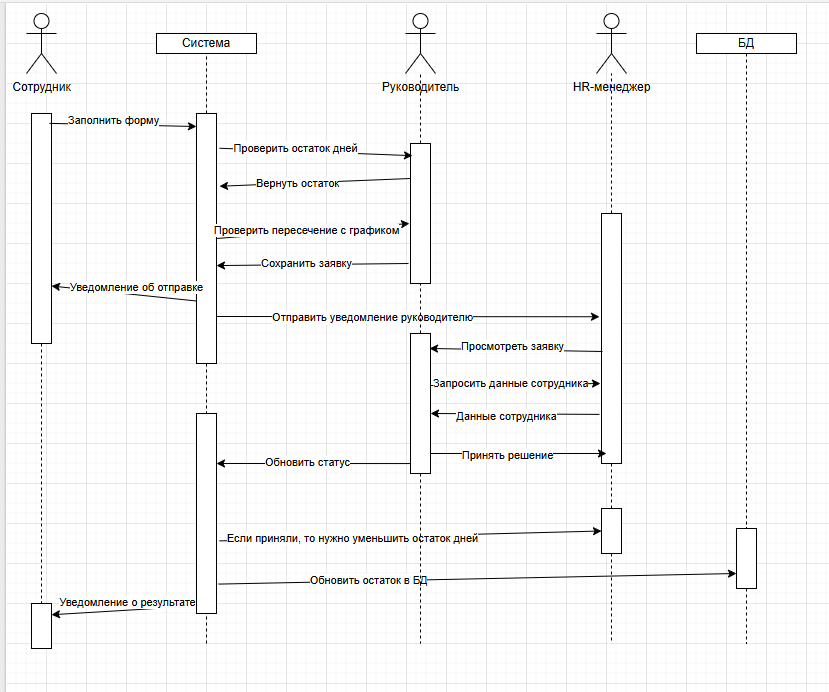 Система
БД
Сотрудник
Руководитель
HR-менеджер
Заполнить форму
Проверить остаток дней
Вернуть остаток
Проверить пересечение с графиком
Сохранить заявку
Уведомление об отправке
Отправить уведомление руководителю
Просмотреть заявку
Запросить данные сотрудника
Данные сотрудника
Принять решение
Обновить статус
Если приняли, то нужно уменьшить остаток дней
Обновить остаток в БД
Уведомление о результате